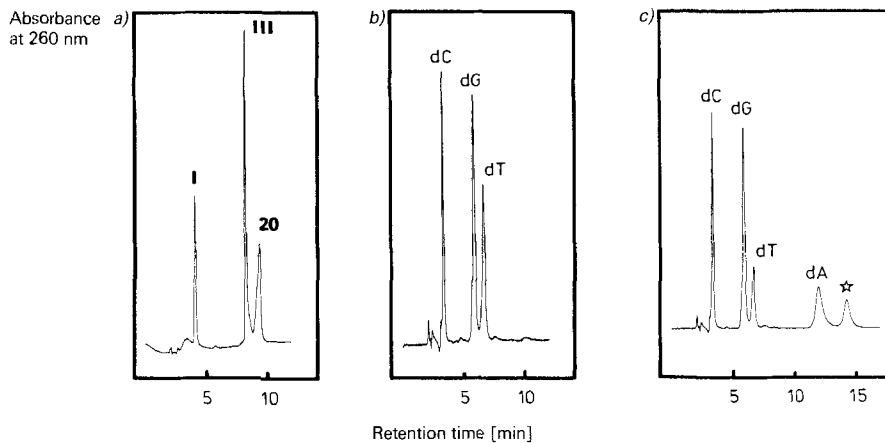 Absorbance
at 260 nm
a)
I
III
20
5 10
b)
dC
dG
dT
5 10
c)
dC
dG
dT
dA
☆
5 10 15
Retention time [min]